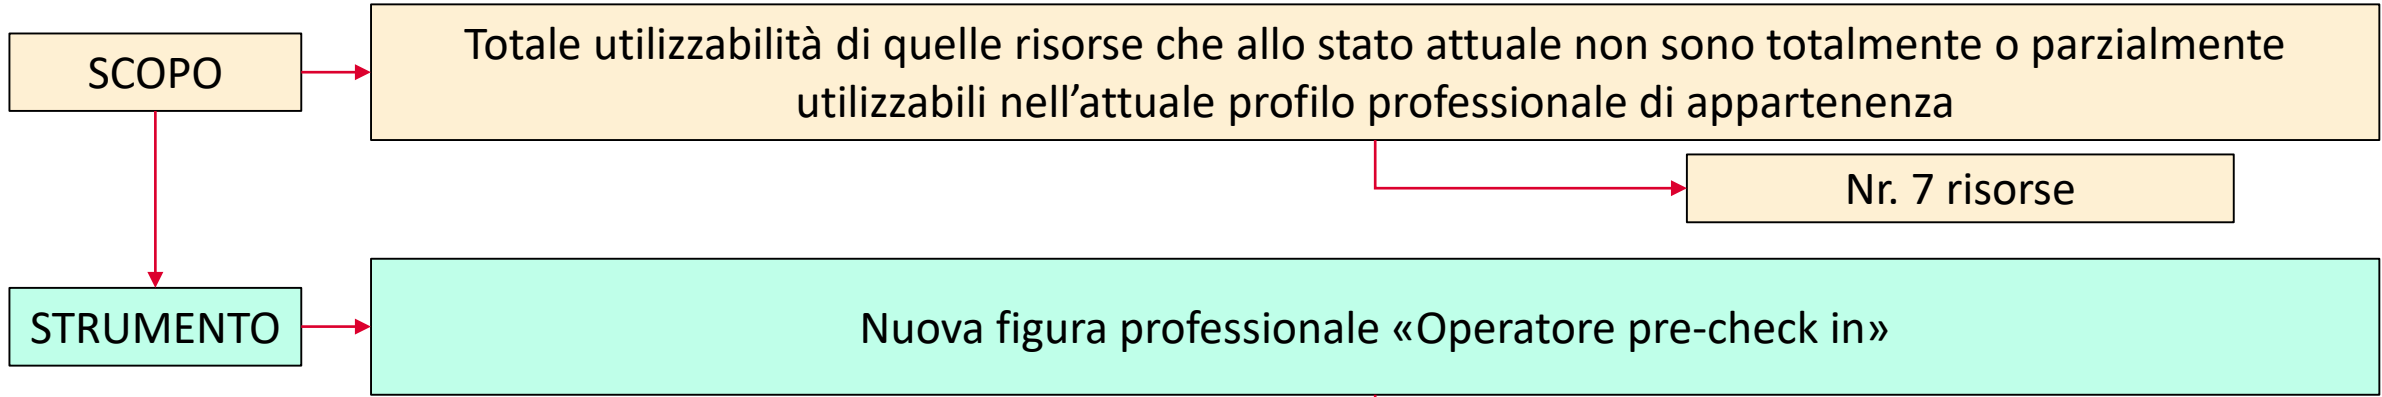 SCOPO
Totale utilizzabilità di quelle risorse che allo stato attuale non sono totalmente o parzialmente
utilizzabili nell’attuale profilo professionale di appartenenza
Nr. 7 risorse
STRUMENTO
Nuova figura professionale «Operatore pre-check in»